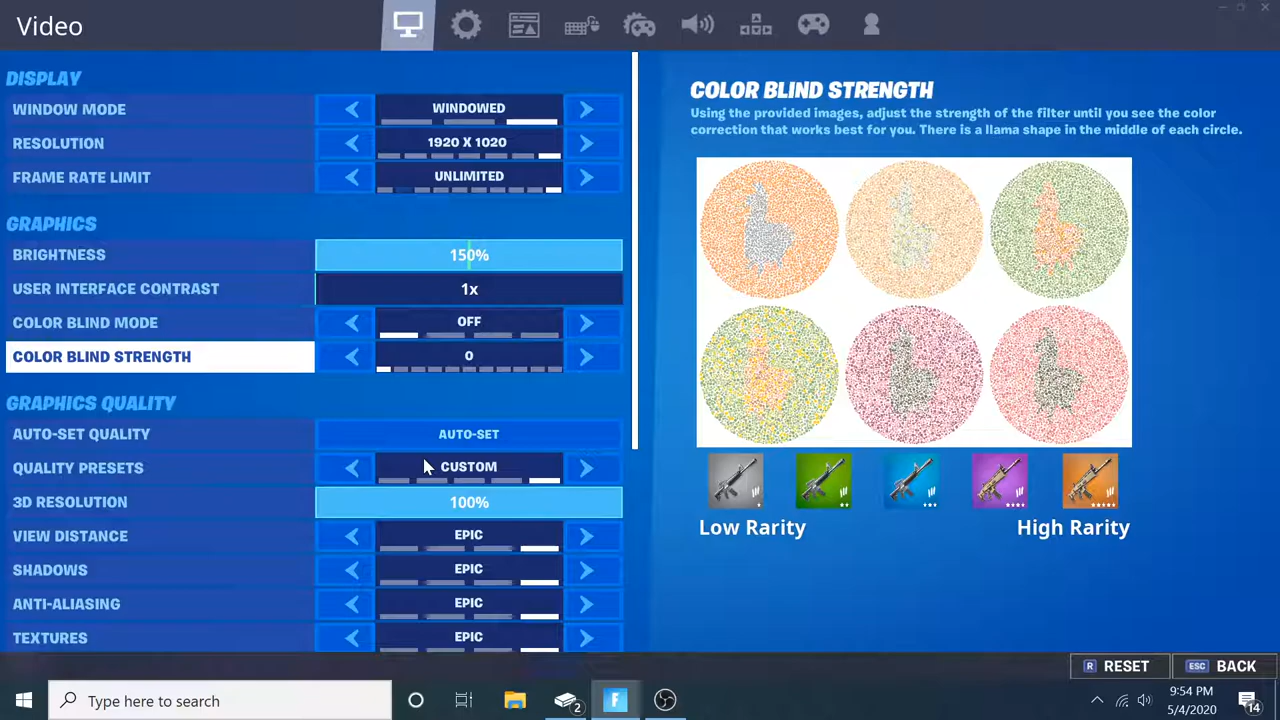 Video
DISPLAY
WINDOW MODE
WINDOWED
RESOLUTION
1920 X 1020
FRAME RATE LIMIT
UNLIMITED
GRAPHICS
BRIGHTNESS
150%
USER INTERFACE CONTRAST
1x
COLOR BLIND MODE
OFF
COLOR BLIND STRENGTH
0
GRAPHICS QUALITY
AUTO-SET QUALITY
AUTO-SET
QUALITY PRESETS
CUSTOM
3D RESOLUTION
100%
VIEW DISTANCE
EPIC
SHADOWS
EPIC
ANTI-ALIASING
EPIC
TEXTURES
EPIC
COLOR BLIND STRENGTH
Using the provided images, adjust the strength of the filter until you see the color
correction that works best for you. There is a llama shape in the middle of each circle.
Low Rarity
High Rarity
R RESET
ESC BACK
Type here to search
2
F
9:54 PM
5/4/2020
14